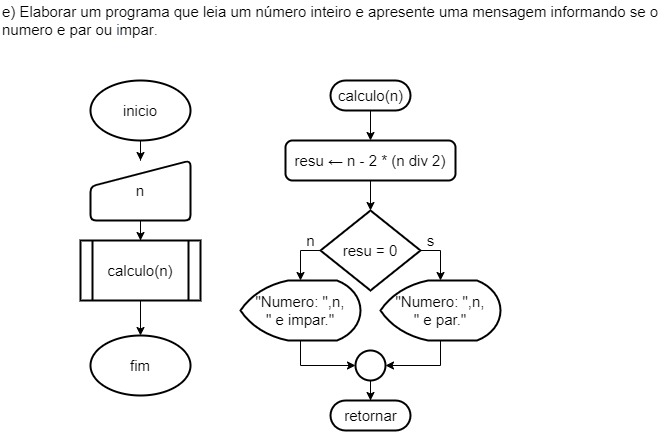 e) Elaborar um programa que leia um número inteiro e apresente uma mensagem informando se o
numero e par ou impar.
inicio
n
calculo(n)
fim
calculo(n)
resu ← n - 2 * (n div 2)
resu = 0
n
s
"Numero: ",n,
" e impar."
"Numero: ",n,
" e par."
retornar